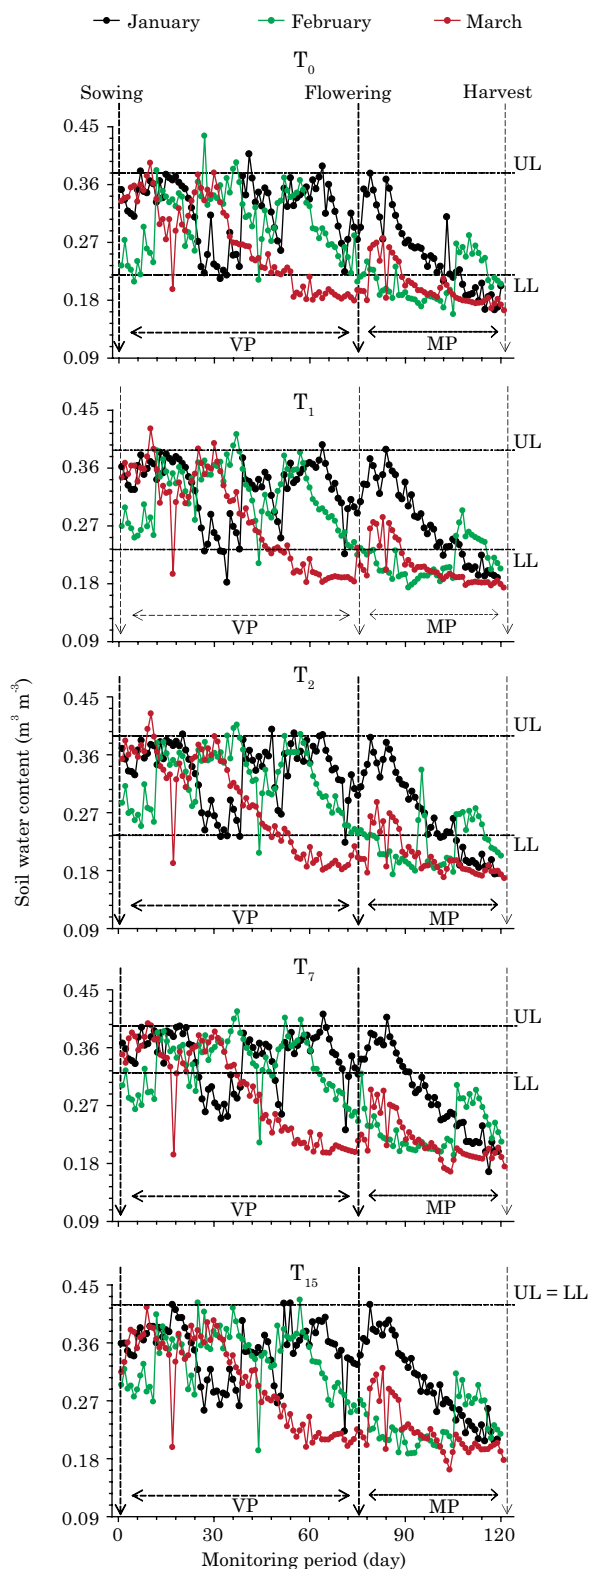 January February March
T0
Sowing Flowering Harvest
0.45
UL
0.36
0.27
LL
0.18
VP MP
0.09
T1
0.45
UL
0.36
0.27
LL
0.18
VP MP
0.09
T2
0.45
UL
0.36
0.27
LL
0.18
VP MP
0.09
Soil water content (m³ m⁻³)
T7
0.45
UL
0.36
LL
0.27
0.18
VP MP
0.09
T15
0.45
UL = LL
0.36
0.27
0.18
VP MP
0.09
0 30 60 90 120
Monitoring period (day)